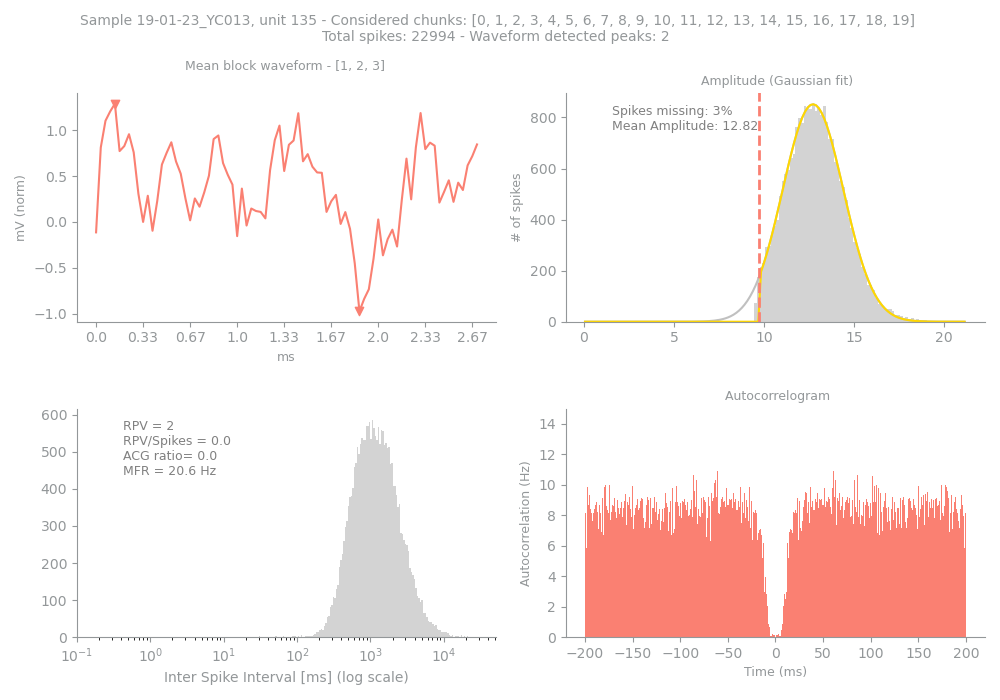 Sample 19-01-23_YC013, unit 135 - Considered chunks: [0, 1, 2, 3, 4, 5, 6, 7, 8, 9, 10, 11, 12, 13, 14, 15, 16, 17, 18, 19]
Total spikes: 22994 - Waveform detected peaks: 2
Mean block waveform - [1, 2, 3]
mV (norm)
1.0
0.5
0.0
−0.5
−1.0
0.0 0.33 0.67 1.0 1.33 1.67 2.0 2.33 2.67
ms
Amplitude (Gaussian fit)
Spikes missing: 3%
Mean Amplitude: 12.82
# of spikes
800
600
400
200
0
0 5 10 15 20
RPV = 2
RPV/Spikes = 0.0
ACG ratio= 0.0
MFR = 20.6 Hz
600
500
400
300
200
100
0
10⁻¹ 10⁰ 10¹ 10² 10³ 10⁴
Inter Spike Interval [ms] (log scale)
Autocorrelogram
Autocorrelation (Hz)
14
12
10
8
6
4
2
0
−200 −150 −100 −50 0 50 100 150 200
Time (ms)